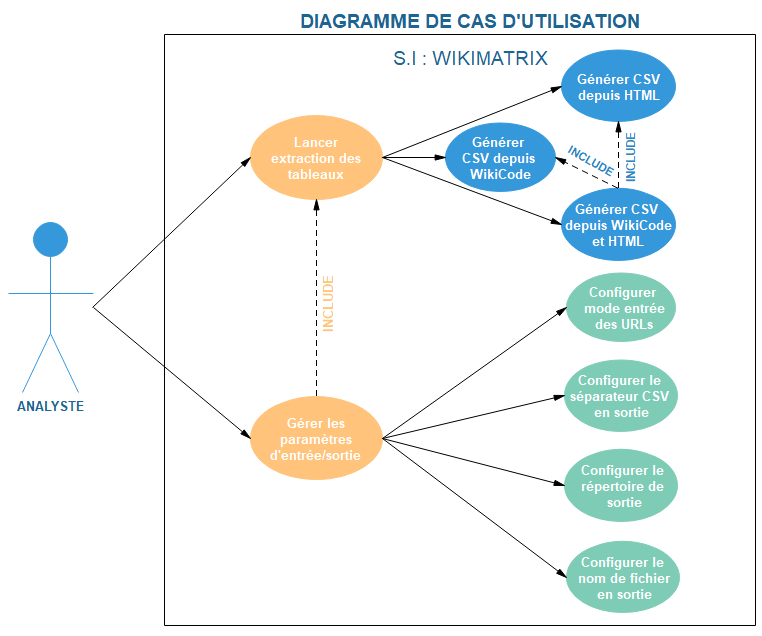 DIAGRAMME DE CAS D'UTILISATION
S.I : WIKIMATRIX
Générer CSV
depuis HTML
Lancer
extraction des
tableaux
Générer
CSV depuis
WikiCode
INCLUDE
INCLUDE
Générer CSV
depuis WikiCode
et HTML
INCLUDE
Configurer
mode entrée
des URLs
Configurer le
séparateur CSV
en sortie
ANALYSTE
Gérer les
paramètres
d'entrée/sortie
Configurer le
répertoire de
sortie
Configurer le
nom de fichier
en sortie